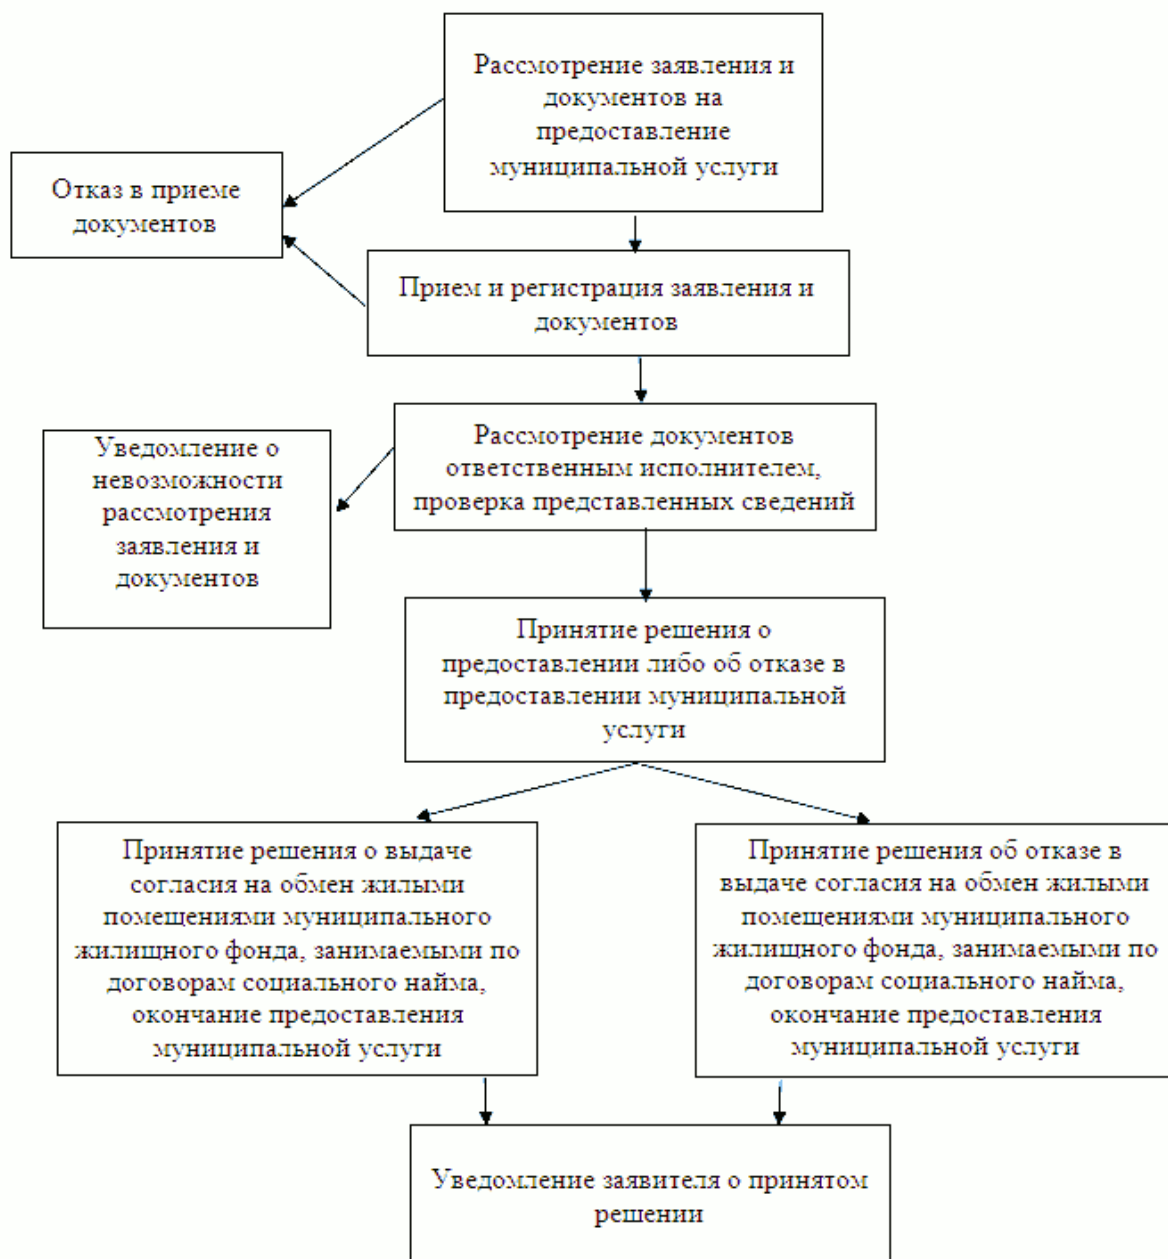 Рассмотрение заявления и
документов на
предоставление
муниципальной услуги
Отказ в приеме
документов
Прием и регистрация заявления и
документов
Рассмотрение документов
ответственным исполнителем,
проверка представленных сведений
Уведомление о
невозможности
рассмотрения
заявления и
документов
Принятие решения о
предоставлении либо об отказе в
предоставлении муниципальной
услуги
Принятие решения о выдаче
согласия на обмен жилыми
помещениями муниципального
жилищного фонда, занимаемыми по
договорам социального найма,
окончание предоставления
муниципальной услуги
Принятие решения об отказе в
выдаче согласия на обмен жилыми
помещениями муниципального
жилищного фонда, занимаемыми по
договорам социального найма,
окончание предоставления
муниципальной услуги
Уведомление заявителя о принятом
решении